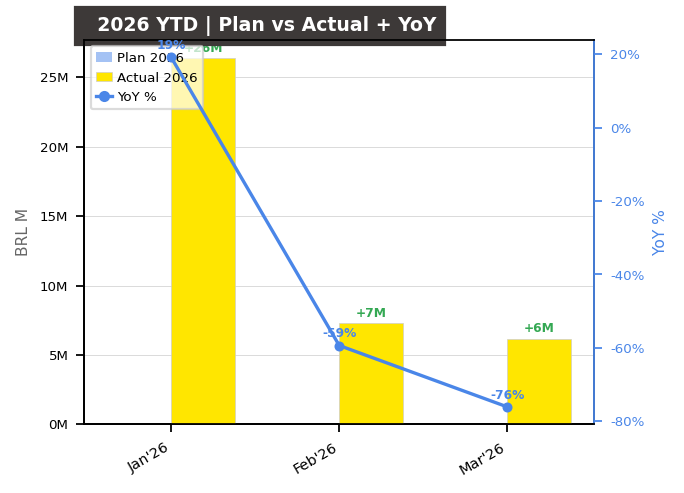 2026 YTD | Plan vs Actual + YoY
19%
+26M
Plan 2026
Actual 2026
YoY %
25M
20M
15M
10M
5M
0M
BRL M
+7M
-59%
+6M
-76%
20%
0%
-20%
-40%
-60%
-80%
YoY %
Jan'26
Feb'26
Mar'26